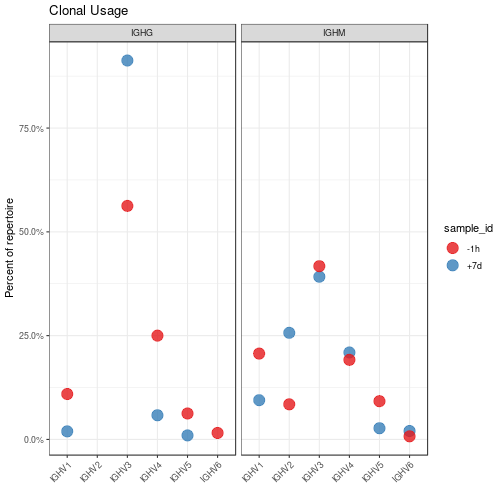 Clonal Usage
IGHG
IGHM
Percent of repertoire
75.0%
50.0%
25.0%
0.0%
IGHV1
IGHV2
IGHV3
IGHV4
IGHV5
IGHV6
IGHV1
IGHV2
IGHV3
IGHV4
IGHV5
IGHV6
sample_id
-1h
+7d